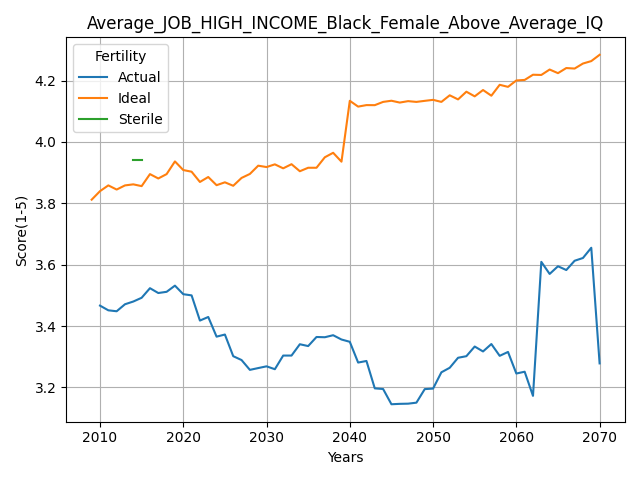 Average_JOB_HIGH_INCOME_Black_Female_Above_Average_IQ
Fertility
Actual
Ideal
Sterile
4.2
4.0
3.8
3.6
3.4
3.2
Score(1-5)
2010 2020 2030 2040 2050 2060 2070
Years